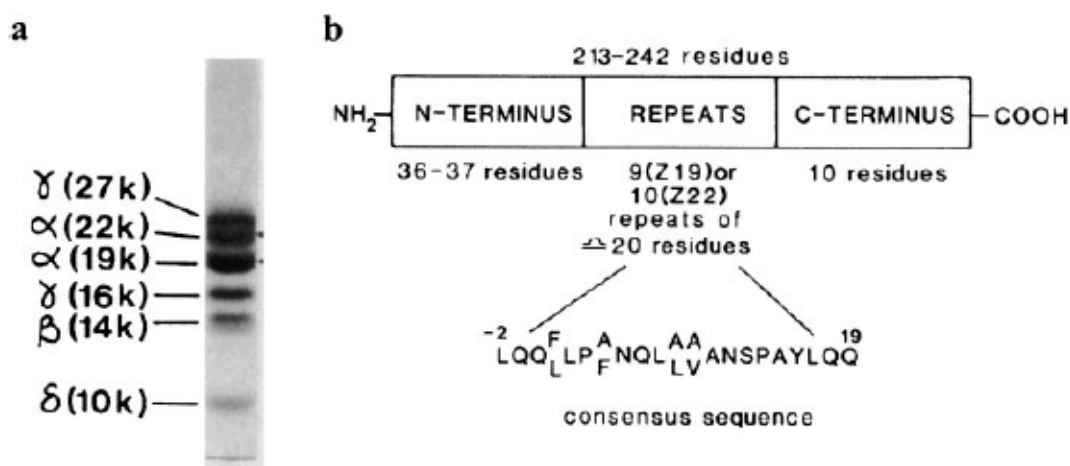 a
γ (27k)
α (22k)
α (19k)
γ (16k)
β (14k)
δ (10k)
b
213-242 residues
NH₂ N-TERMINUS REPEATS C-TERMINUS COOH
36-37 residues 9(Z19)or 10 residues
10(Z22)
repeats of
≏20 residues
-2 19
F A AA
LQQ LP NQL ANSPAYLQQ
L F LV
consensus sequence